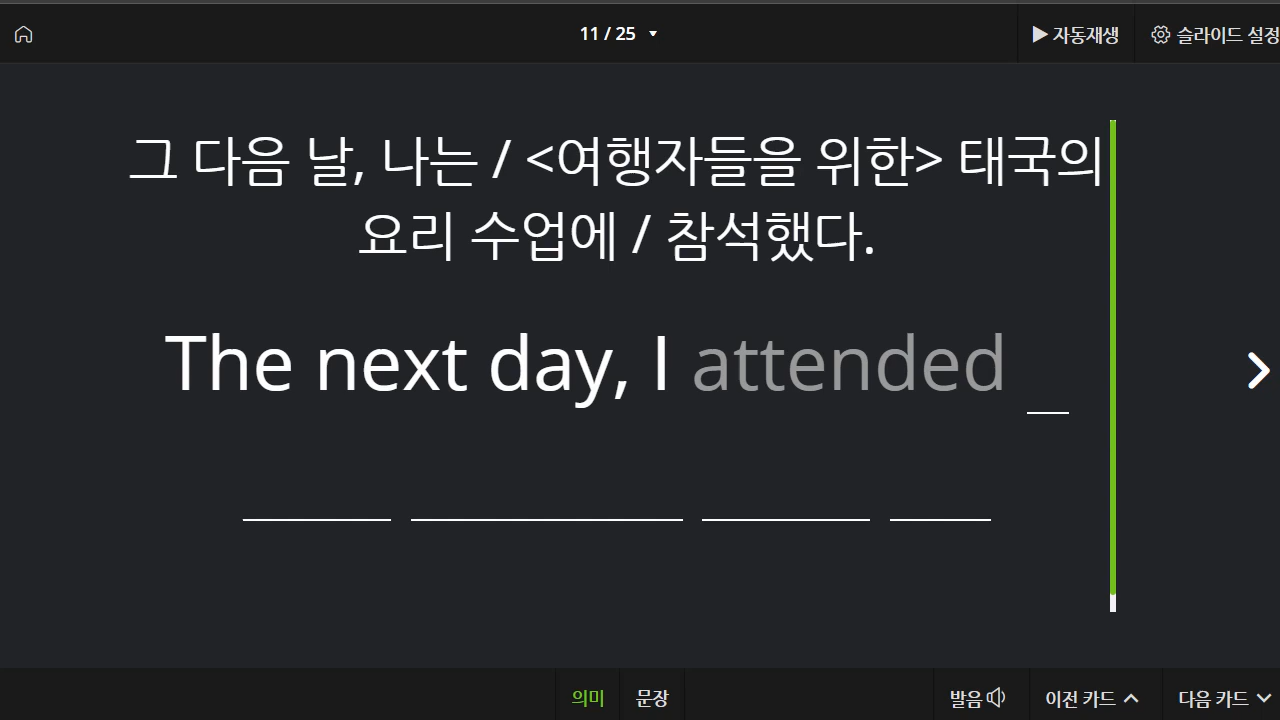 11 / 25
자동재생
슬라이드 설정
그 다음 날, 나는 / <여행자들을 위한> 태국의
요리 수업에 / 참석했다.
The next day, I attended _
의미
문장
발음
이전 카드
다음 카드